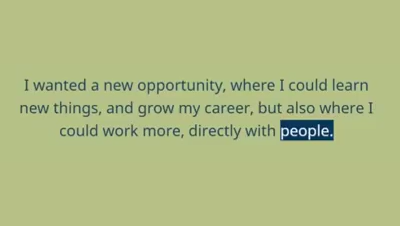 I wanted a new opportunity, where I could learn
new things, and grow my career, but also where I
could work more, directly with people.